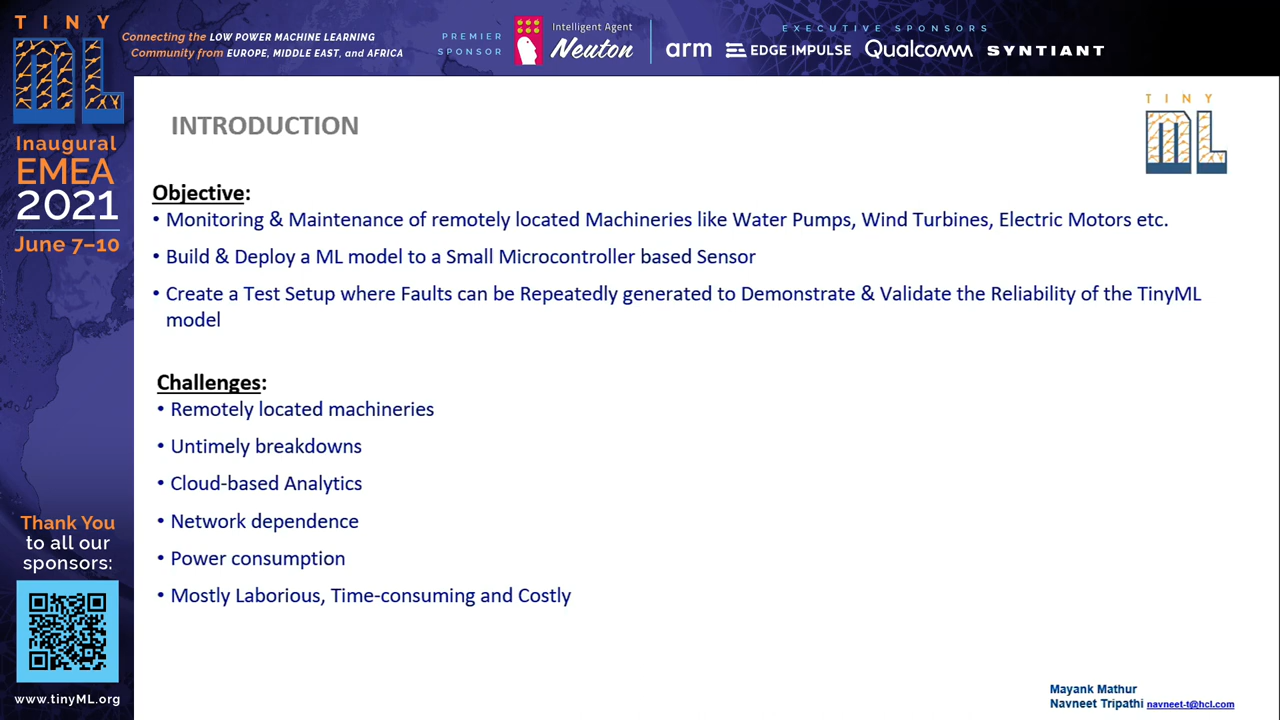 TINY
ML
Connecting the LOW POWER MACHINE LEARNING
Community from EUROPE, MIDDLE EAST, and AFRICA
PREMIER
SPONSOR
Intelligent Agent
Neuton
EXECUTIVE SPONSORS
arm
EDGE IMPULSE
Qualcomm
SYNTIANT
Inaugural
EMEA
2021
June 7–10
Thank You
to all our
sponsors:
www.tinyML.org
INTRODUCTION
TINY
ML
Objective:
• Monitoring & Maintenance of remotely located Machineries like Water Pumps, Wind Turbines, Electric Motors etc.
• Build & Deploy a ML model to a Small Microcontroller based Sensor
• Create a Test Setup where Faults can be Repeatedly generated to Demonstrate & Validate the Reliability of the TinyML
model
Challenges:
• Remotely located machineries
• Untimely breakdowns
• Cloud-based Analytics
• Network dependence
• Power consumption
• Mostly Laborious, Time-consuming and Costly
Mayank Mathur
Navneet Tripathi navneet-t@hcl.com